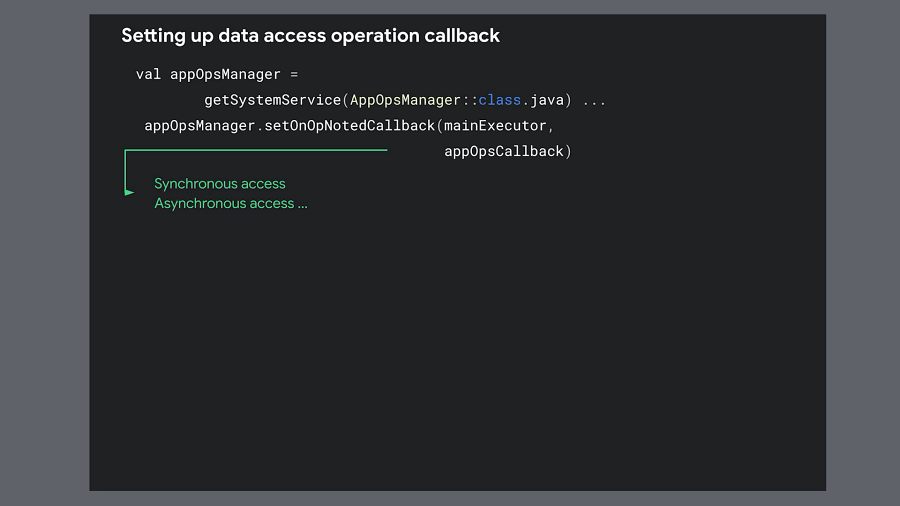 Setting up data access operation callback
val appOpsManager =
getSystemService(AppOpsManager::class.java) ...
appOpsManager.setOnOpNotedCallback(mainExecutor,
appOpsCallback)
Synchronous access
Asynchronous access ...